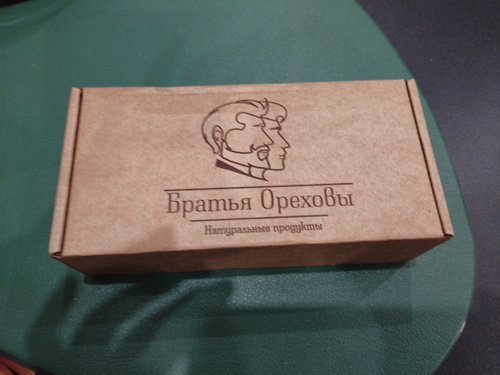 Братья Ореховы
Натуральные продукты